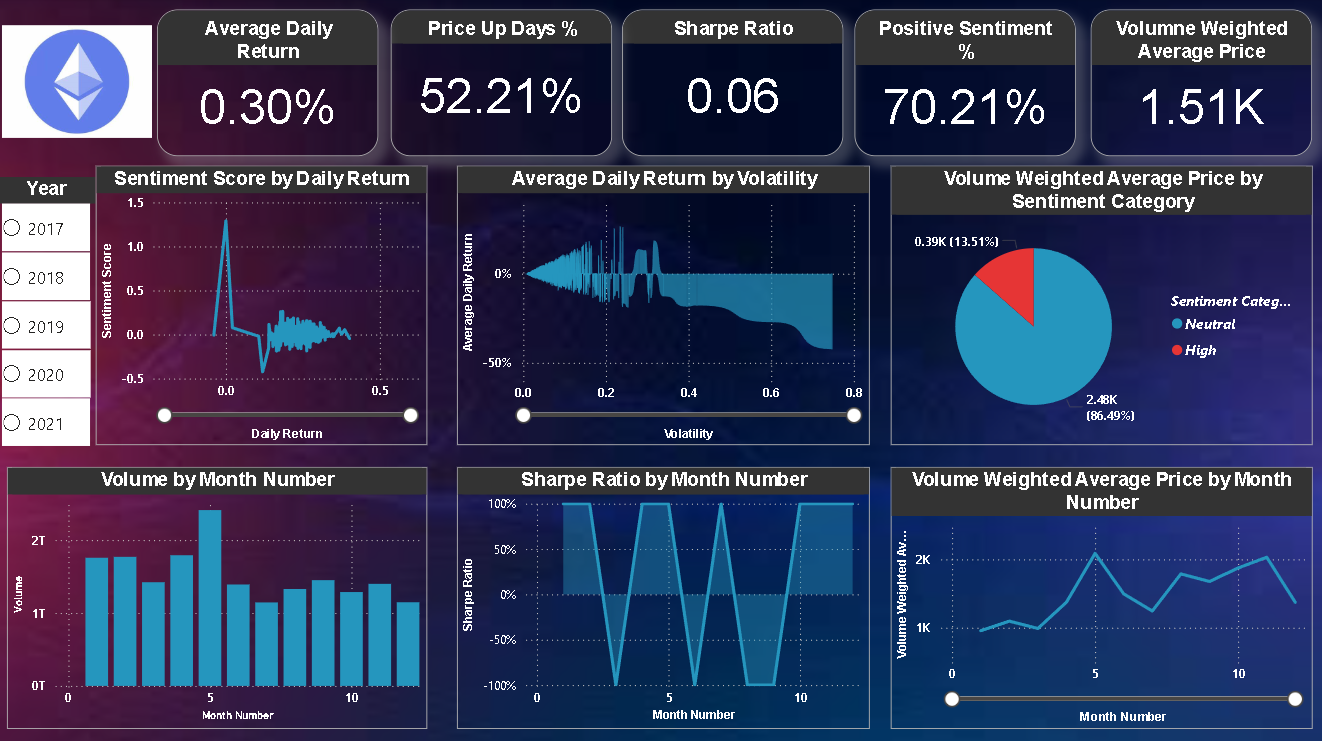 Average Daily
Return
0.30%
Price Up Days %
52.21%
Sharpe Ratio
0.06
Positive Sentiment
%
70.21%
Volumne Weighted
Average Price
1.51K
Year
2017
2018
2019
2020
2021
Sentiment Score by Daily Return
Sentiment Score
1.5
1.0
0.5
0.0
-0.5
0.0 0.5
Daily Return
Average Daily Return by Volatility
Average Daily Return
0%
-50%
0.0 0.2 0.4 0.6 0.8
Volatility
Volume Weighted Average Price by
Sentiment Category
0.39K (13.51%)
2.48K
(86.49%)
Sentiment Categ...
Neutral
High
Volume by Month Number
Volume
2T
1T
0T
0 5 10
Month Number
Sharpe Ratio by Month Number
Sharpe Ratio
100%
50%
0%
-50%
-100%
0 5 10
Month Number
Volume Weighted Average Price by Month
Number
Volume Weighted Av...
2K
1K
0 5 10
Month Number